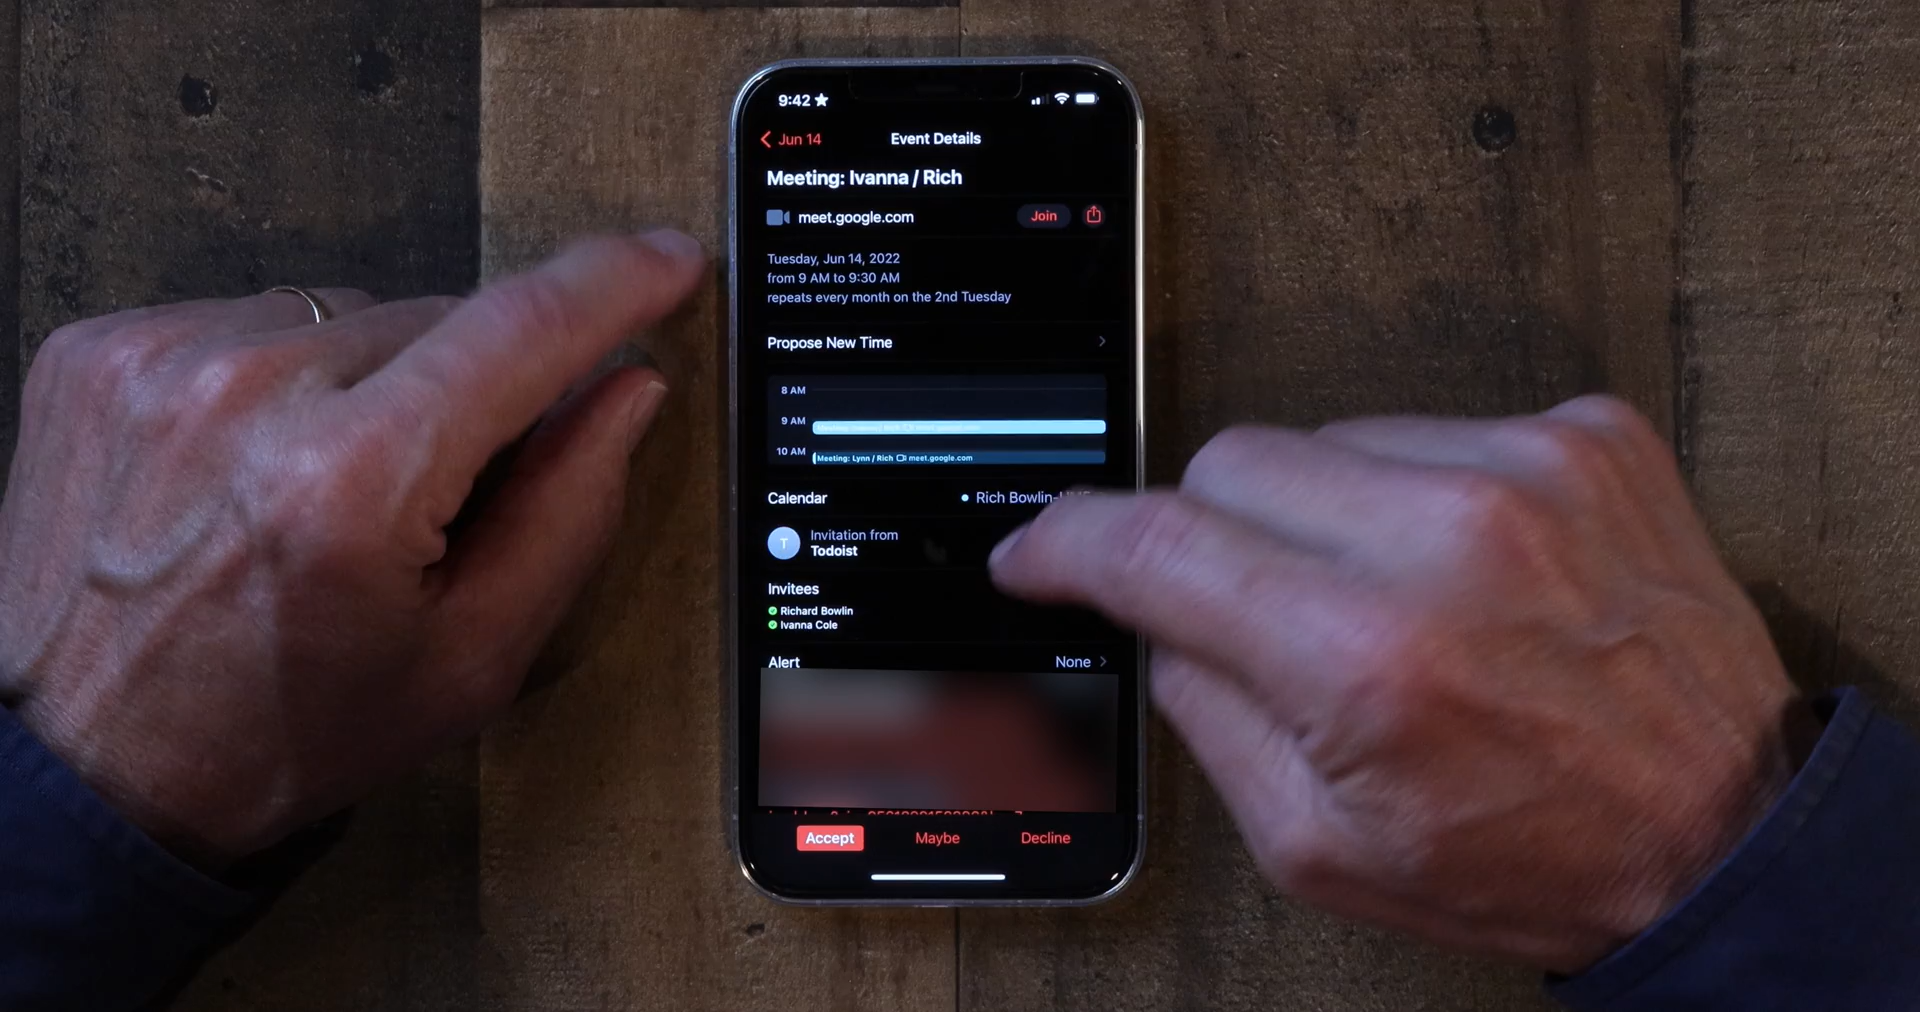 9:42
Jun 14
Event Details
Meeting: Ivanna / Rich
meet.google.com
Join
Tuesday, Jun 14, 2022
from 9 AM to 9:30 AM
repeats every month on the 2nd Tuesday
Propose New Time
8 AM
9 AM
10 AM
Meeting: Lynn / Rich meet.google.com
Calendar
Rich Bowlin-
Invitation from
T
Todoist
Invitees
Richard Bowlin
Ivanna Cole
Alert
None
Accept
Maybe
Decline